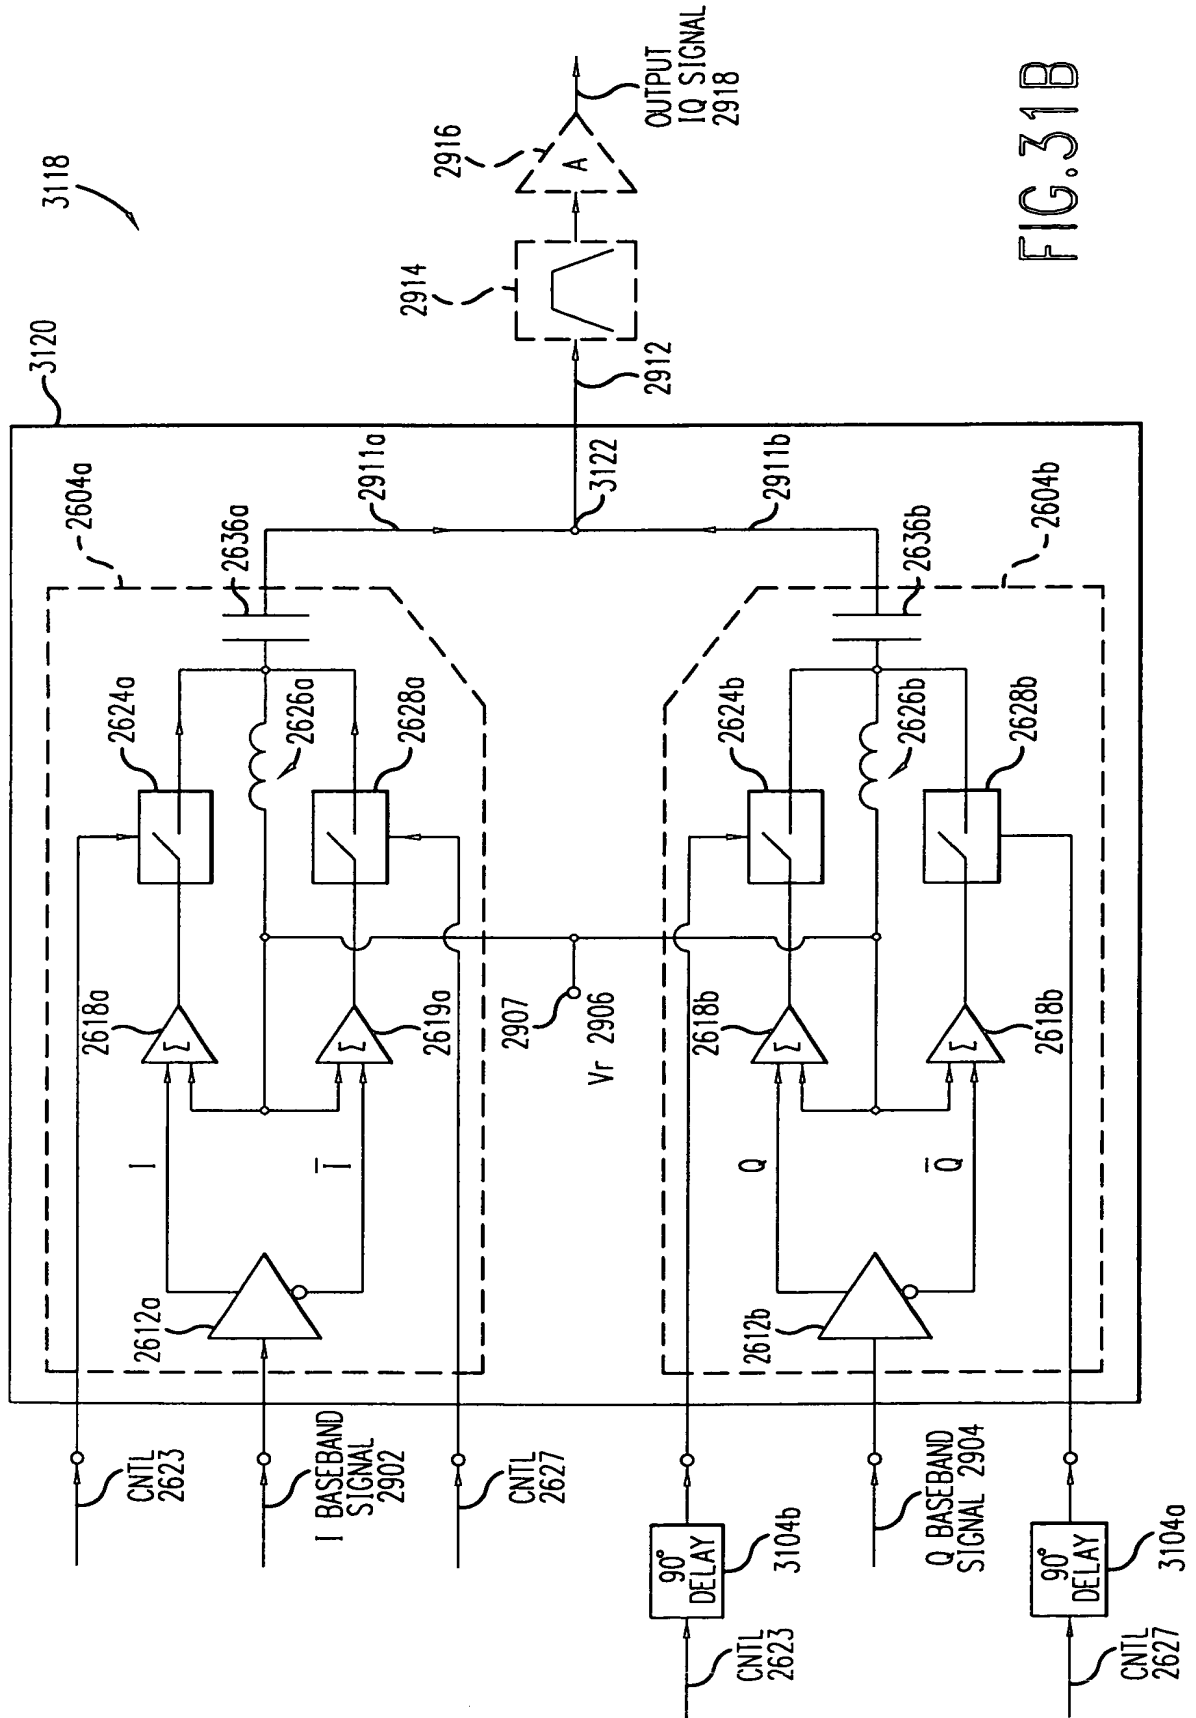 3118
3120
2604a
2636a
2911a
3122
2911b
2604b
2636b
2912
2914
2916
A
OUTPUT
IQ SIGNAL
2918
2624a
2626a
2628a
2624b
2626b
2628b
2618a
Σ
2619a
Σ
2907
Vr 2906
2618b
Σ
2618b
Σ
I
I̅
Q
Q̅
2612a
2612b
CNTL
2623
I BASEBAND
SIGNAL
2902
CNTL
2627
90°
DELAY
3104b
CNTL
2623
Q BASEBAND
SIGNAL 2904
90°
DELAY
3104a
CNTL
2627
FIG.31B